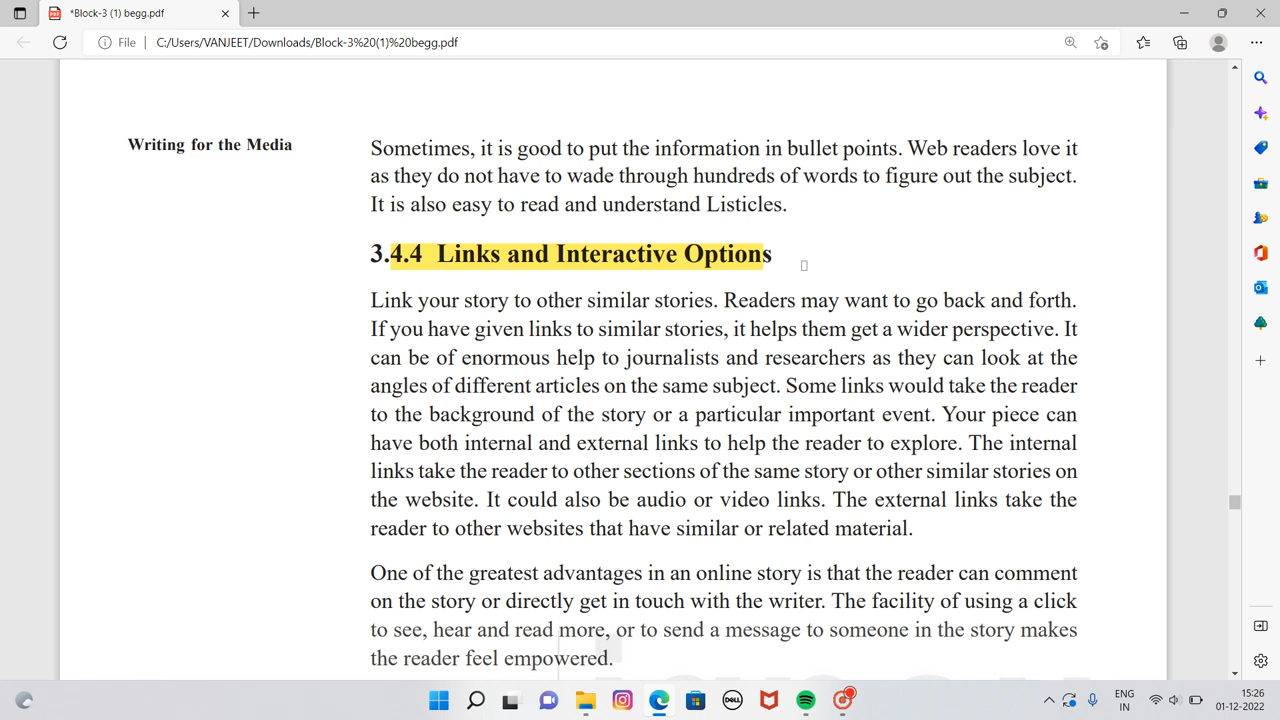 *Block-3 (1) begg.pdf
File
C:/Users/VANJEET/Downloads/Block-3%20(1)%20begg.pdf
Writing for the Media
Sometimes, it is good to put the information in bullet points. Web readers love it
as they do not have to wade through hundreds of words to figure out the subject.
It is also easy to read and understand Listicles.
3.4.4 Links and Interactive Options
Link your story to other similar stories. Readers may want to go back and forth.
If you have given links to similar stories, it helps them get a wider perspective. It
can be of enormous help to journalists and researchers as they can look at the
angles of different articles on the same subject. Some links would take the reader
to the background of the story or a particular important event. Your piece can
have both internal and external links to help the reader to explore. The internal
links take the reader to other sections of the same story or other similar stories on
the website. It could also be audio or video links. The external links take the
reader to other websites that have similar or related material.
One of the greatest advantages in an online story is that the reader can comment
on the story or directly get in touch with the writer. The facility of using a click
to see, hear and read more, or to send a message to someone in the story makes
the reader feel empowered.
DELL
ENG
IN
15:26
01-12-2022